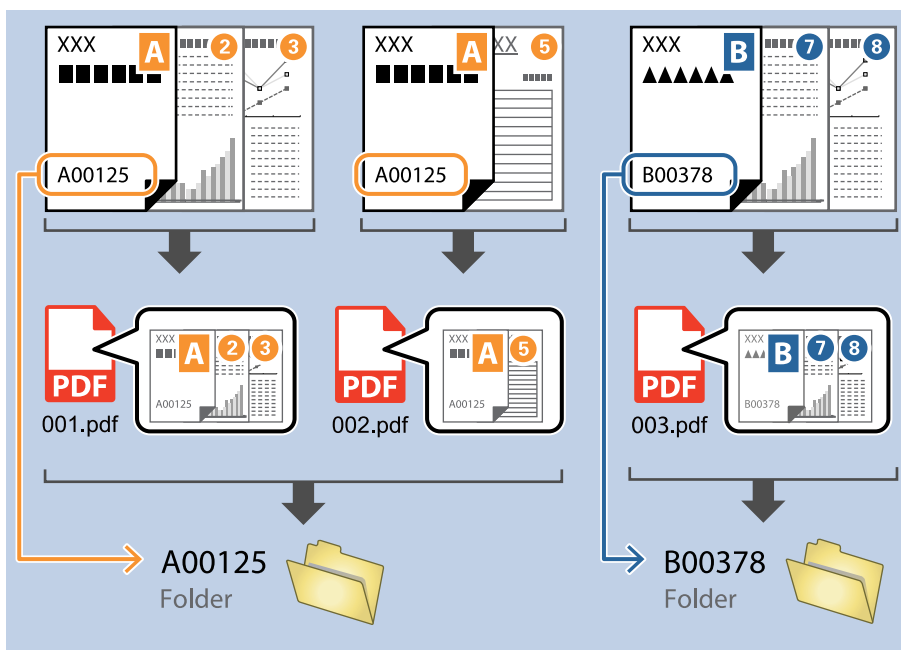 XXX A 2 3
A00125
XXX A XX 5
A00125
XXX B 7 8
B00378
XXX A 2 3
A00125
PDF
001.pdf
XXX A 5
A00125
PDF
002.pdf
XXX B 7 8
B00378
PDF
003.pdf
A00125
Folder
B00378
Folder